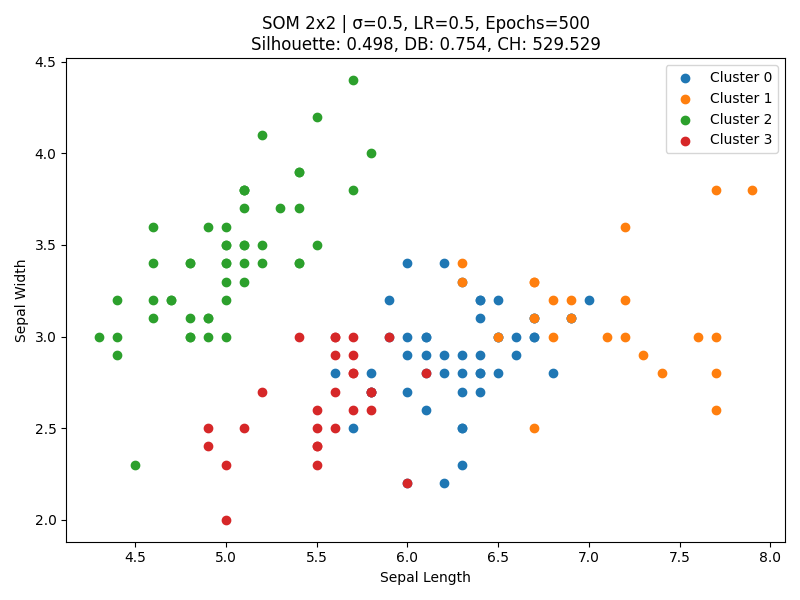 SOM 2x2 | σ=0.5, LR=0.5, Epochs=500
Silhouette: 0.498, DB: 0.754, CH: 529.529
Cluster 0
Cluster 1
Cluster 2
Cluster 3
4.5
4.0
3.5
3.0
2.5
2.0
Sepal Width
4.5 5.0 5.5 6.0 6.5 7.0 7.5 8.0
Sepal Length